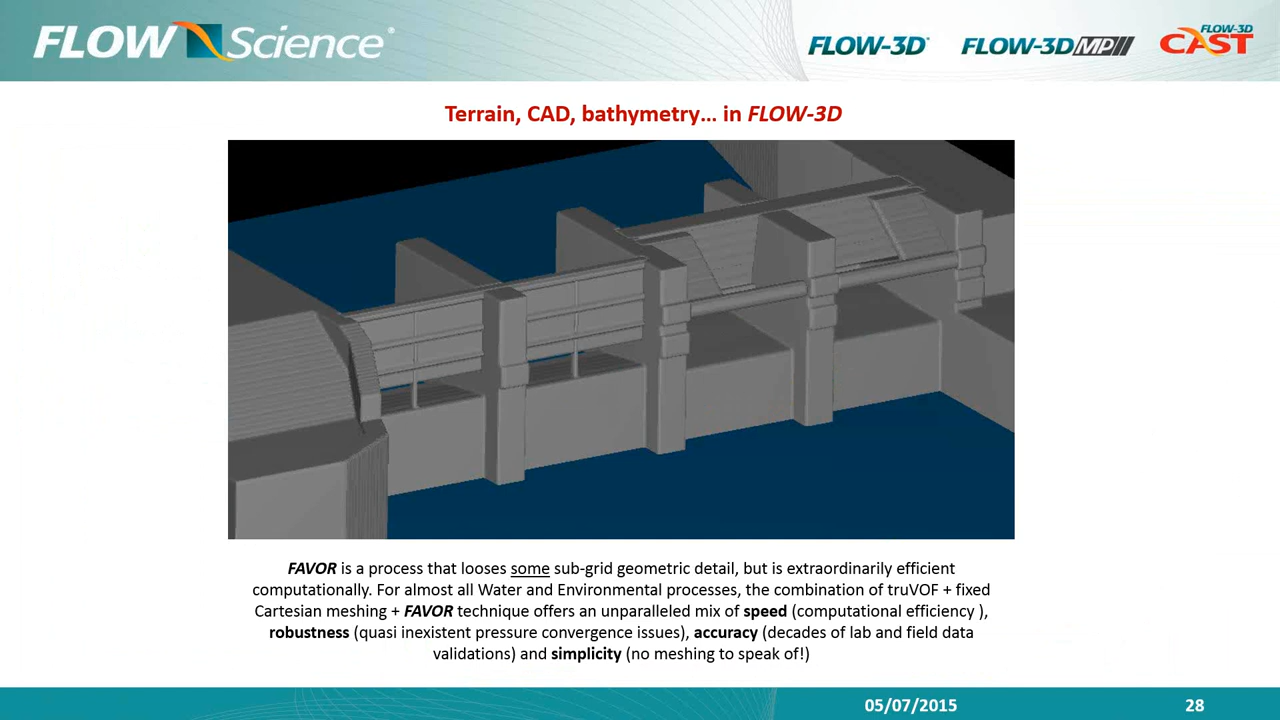 FLOW Science®
FLOW-3D®
FLOW-3D MP
FLOW-3D CAST
Terrain, CAD, bathymetry... in FLOW-3D
FAVOR is a process that looses some sub-grid geometric detail, but is extraordinarily efficient
computationally. For almost all Water and Environmental processes, the combination of truVOF + fixed
Cartesian meshing + FAVOR technique offers an unparalleled mix of speed (computational efficiency ),
robustness (quasi inexistent pressure convergence issues), accuracy (decades of lab and field data
validations) and simplicity (no meshing to speak of!)
05/07/2015
28